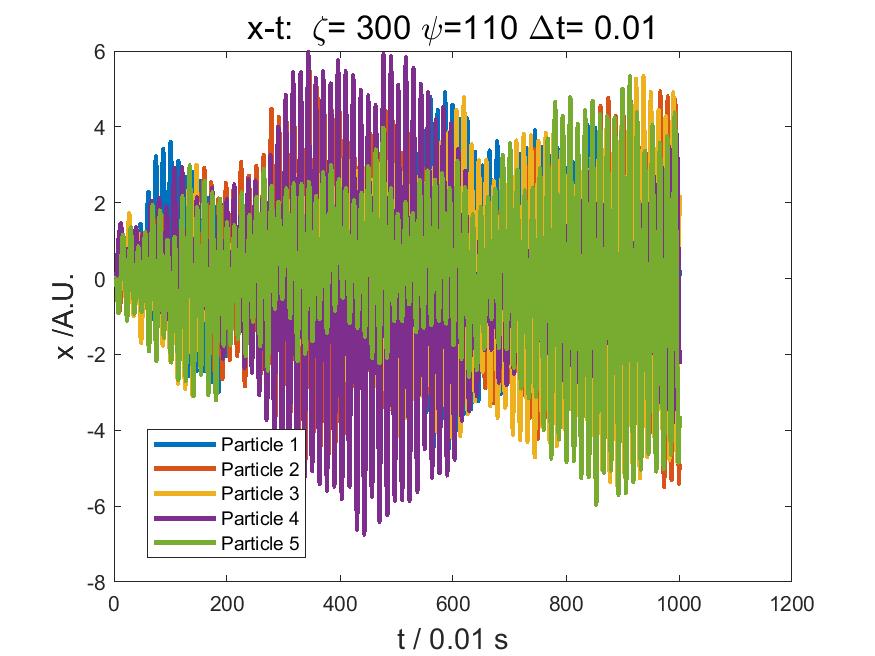 x-t: ζ= 300 ψ=110 Δt= 0.01
6
4
2
0
-2
-4
-6
-8
x /A.U.
Particle 1
Particle 2
Particle 3
Particle 4
Particle 5
0 200 400 600 800 1000 1200
t / 0.01 s